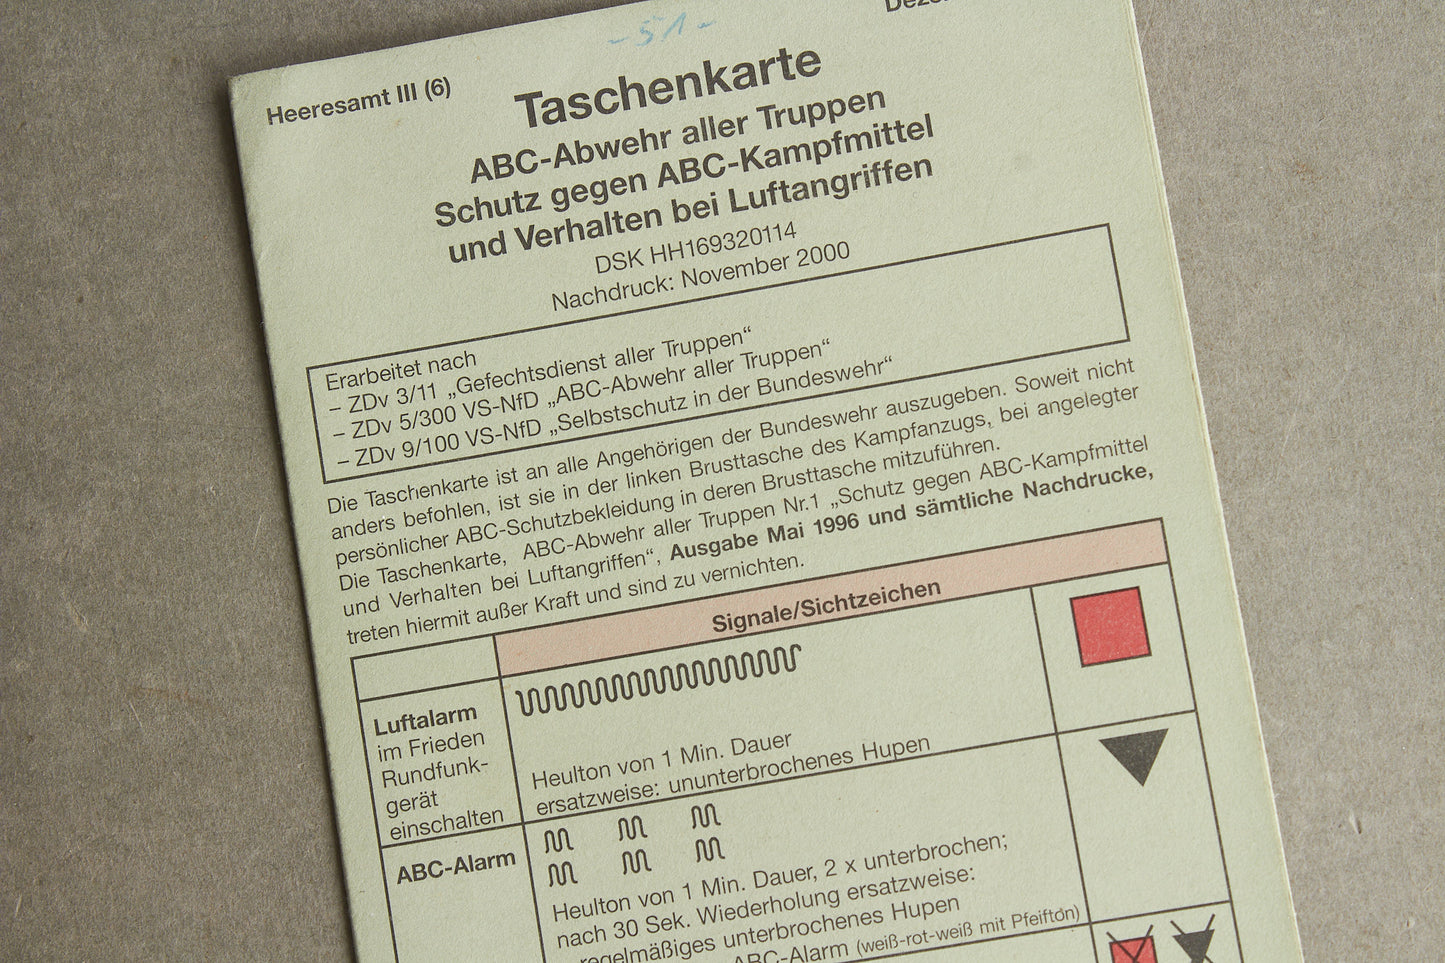 - 51 -
Heeresamt III (6)
Taschenkarte
ABC-Abwehr aller Truppen
Schutz gegen ABC-Kampfmittel
und Verhalten bei Luftangriffen
DSK HH169320114
Nachdruck: November 2000
Erarbeitet nach
– ZDv 3/11 „Gefechtsdienst aller Truppen“
– ZDv 5/300 VS-NfD „ABC-Abwehr aller Truppen“
– ZDv 9/100 VS-NfD „Selbstschutz in der Bundeswehr“
Die Taschenkarte ist an alle Angehörigen der Bundeswehr auszugeben. Soweit nicht
anders befohlen, ist sie in der linken Brusttasche des Kampfanzugs, bei angelegter
persönlicher ABC-Schutzbekleidung in deren Brusttasche mitzuführen.
Die Taschenkarte, ABC-Abwehr aller Truppen Nr.1 „Schutz gegen ABC-Kampfmittel
und Verhalten bei Luftangriffen“, Ausgabe Mai 1996 und sämtliche Nachdrucke,
treten hiermit außer Kraft und sind zu vernichten.
Signale/Sichtzeichen
Luftalarm
im Frieden
Rundfunk-
gerät
einschalten
Heulton von 1 Min. Dauer
ersatzweise: ununterbrochenes Hupen
ABC-Alarm
Heulton von 1 Min. Dauer, 2 x unterbrochen;
nach 30 Sek. Wiederholung ersatzweise:
regelmäßiges unterbrochenes Hupen
ABC-Alarm (weiß-rot-weiß mit Pfeifton)